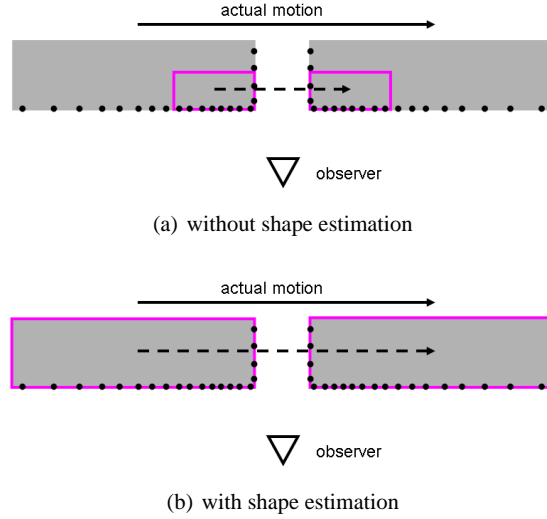 actual motion
observer
(a) without shape estimation
actual motion
observer
(b) with shape estimation